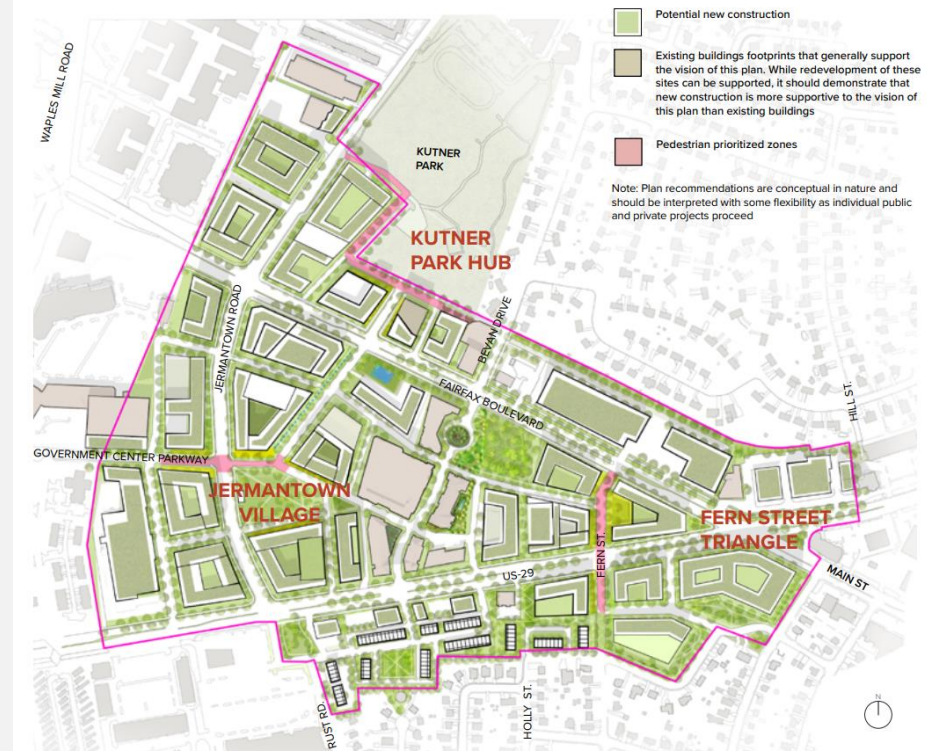 Potential new construction
Existing buildings footprints that generally support
the vision of this plan. While redevelopment of these
sites can be supported, it should demonstrate that
new construction is more supportive to the vision of
this plan than existing buildings
Pedestrian prioritized zones
Note: Plan recommendations are conceptual in nature and
should be interpreted with some flexibility as individual public
and private projects proceed
WAPLES MILL ROAD
KUTNER
PARK
KUTNER
PARK HUB
JERMANTOWN ROAD
BEVAN DRIVE
FAIRFAX BOULEVARD
HILL ST.
GOVERNMENT CENTER PARKWAY
JERMANTOWN
VILLAGE
FERN STREET
TRIANGLE
FERN ST.
US-29
MAIN ST
RUST RD.
HOLLY ST.
N